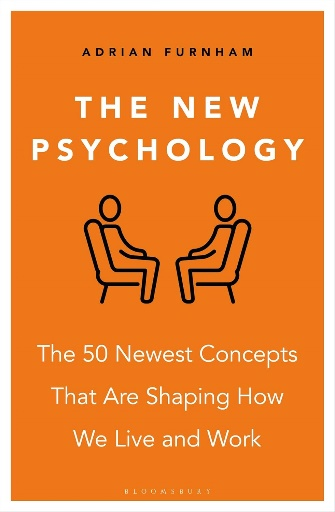 ADRIAN FURNHAM
THE NEW
PSYCHOLOGY
The 50 Newest Concepts
That Are Shaping How
We Live and Work
BLOOMSBURY